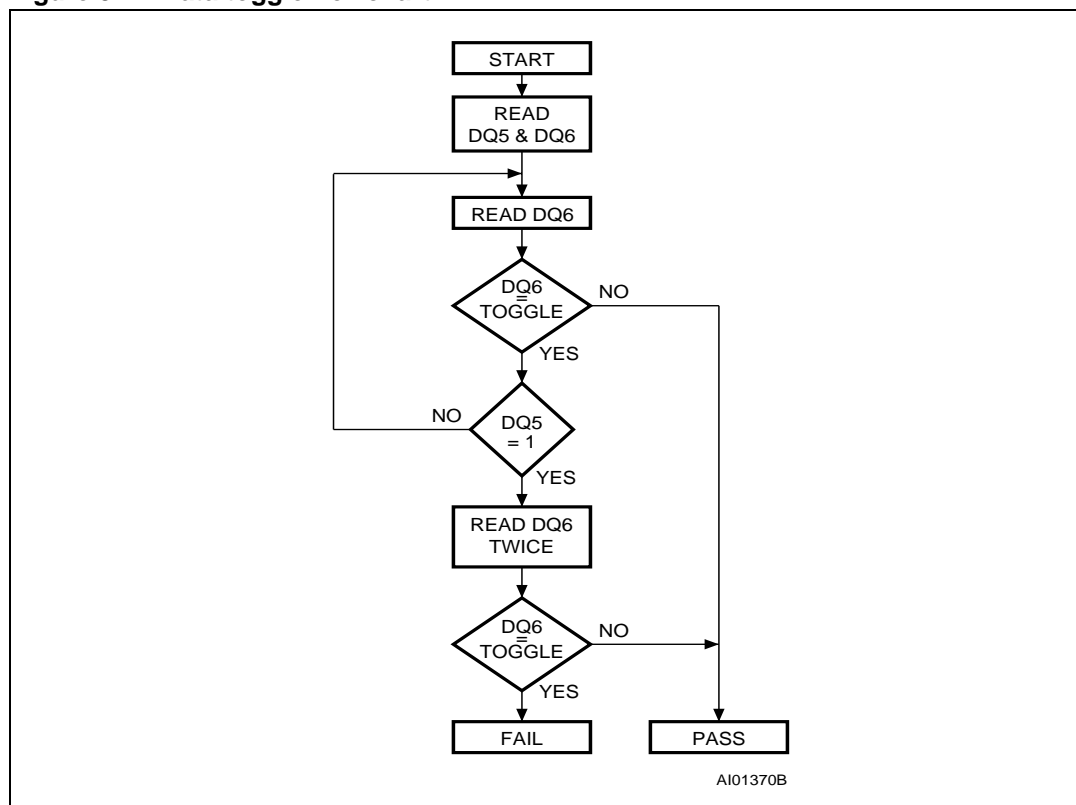 START
READ
DQ5 & DQ6
READ DQ6
DQ6
=
TOGGLE
NO
YES
NO
DQ5
= 1
YES
READ DQ6
TWICE
DQ6
=
TOGGLE
NO
YES
FAIL
PASS
AI01370B